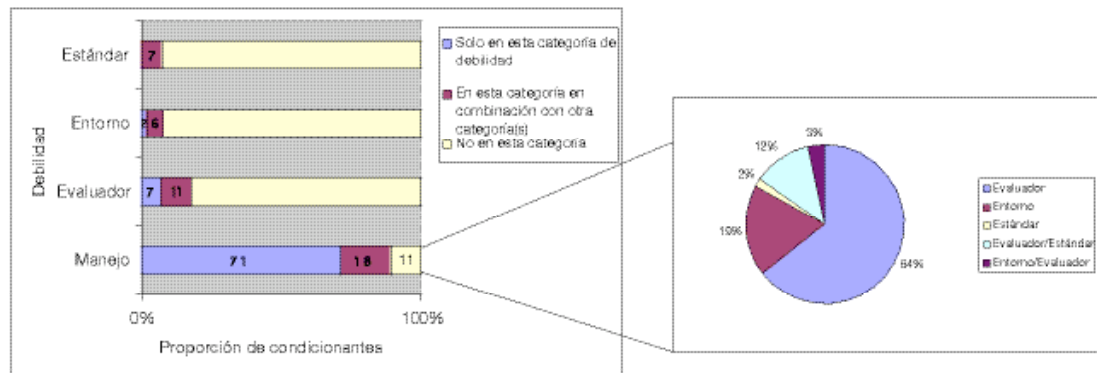 Estándar
Entorno
Evaluador
Manejo
Debilidad
7
2 6
7 11
71 18 11
0% 100%
Proporción de condicionantes
Solo en esta categoría de
debilidad
En esta categoría en
combinación con otra
categoría(s)
No en esta categoría
3%
12%
2%
19%
64%
Evaluador
Entorno
Estándar
Evaluador/Estándar
Entorno/Evaluador